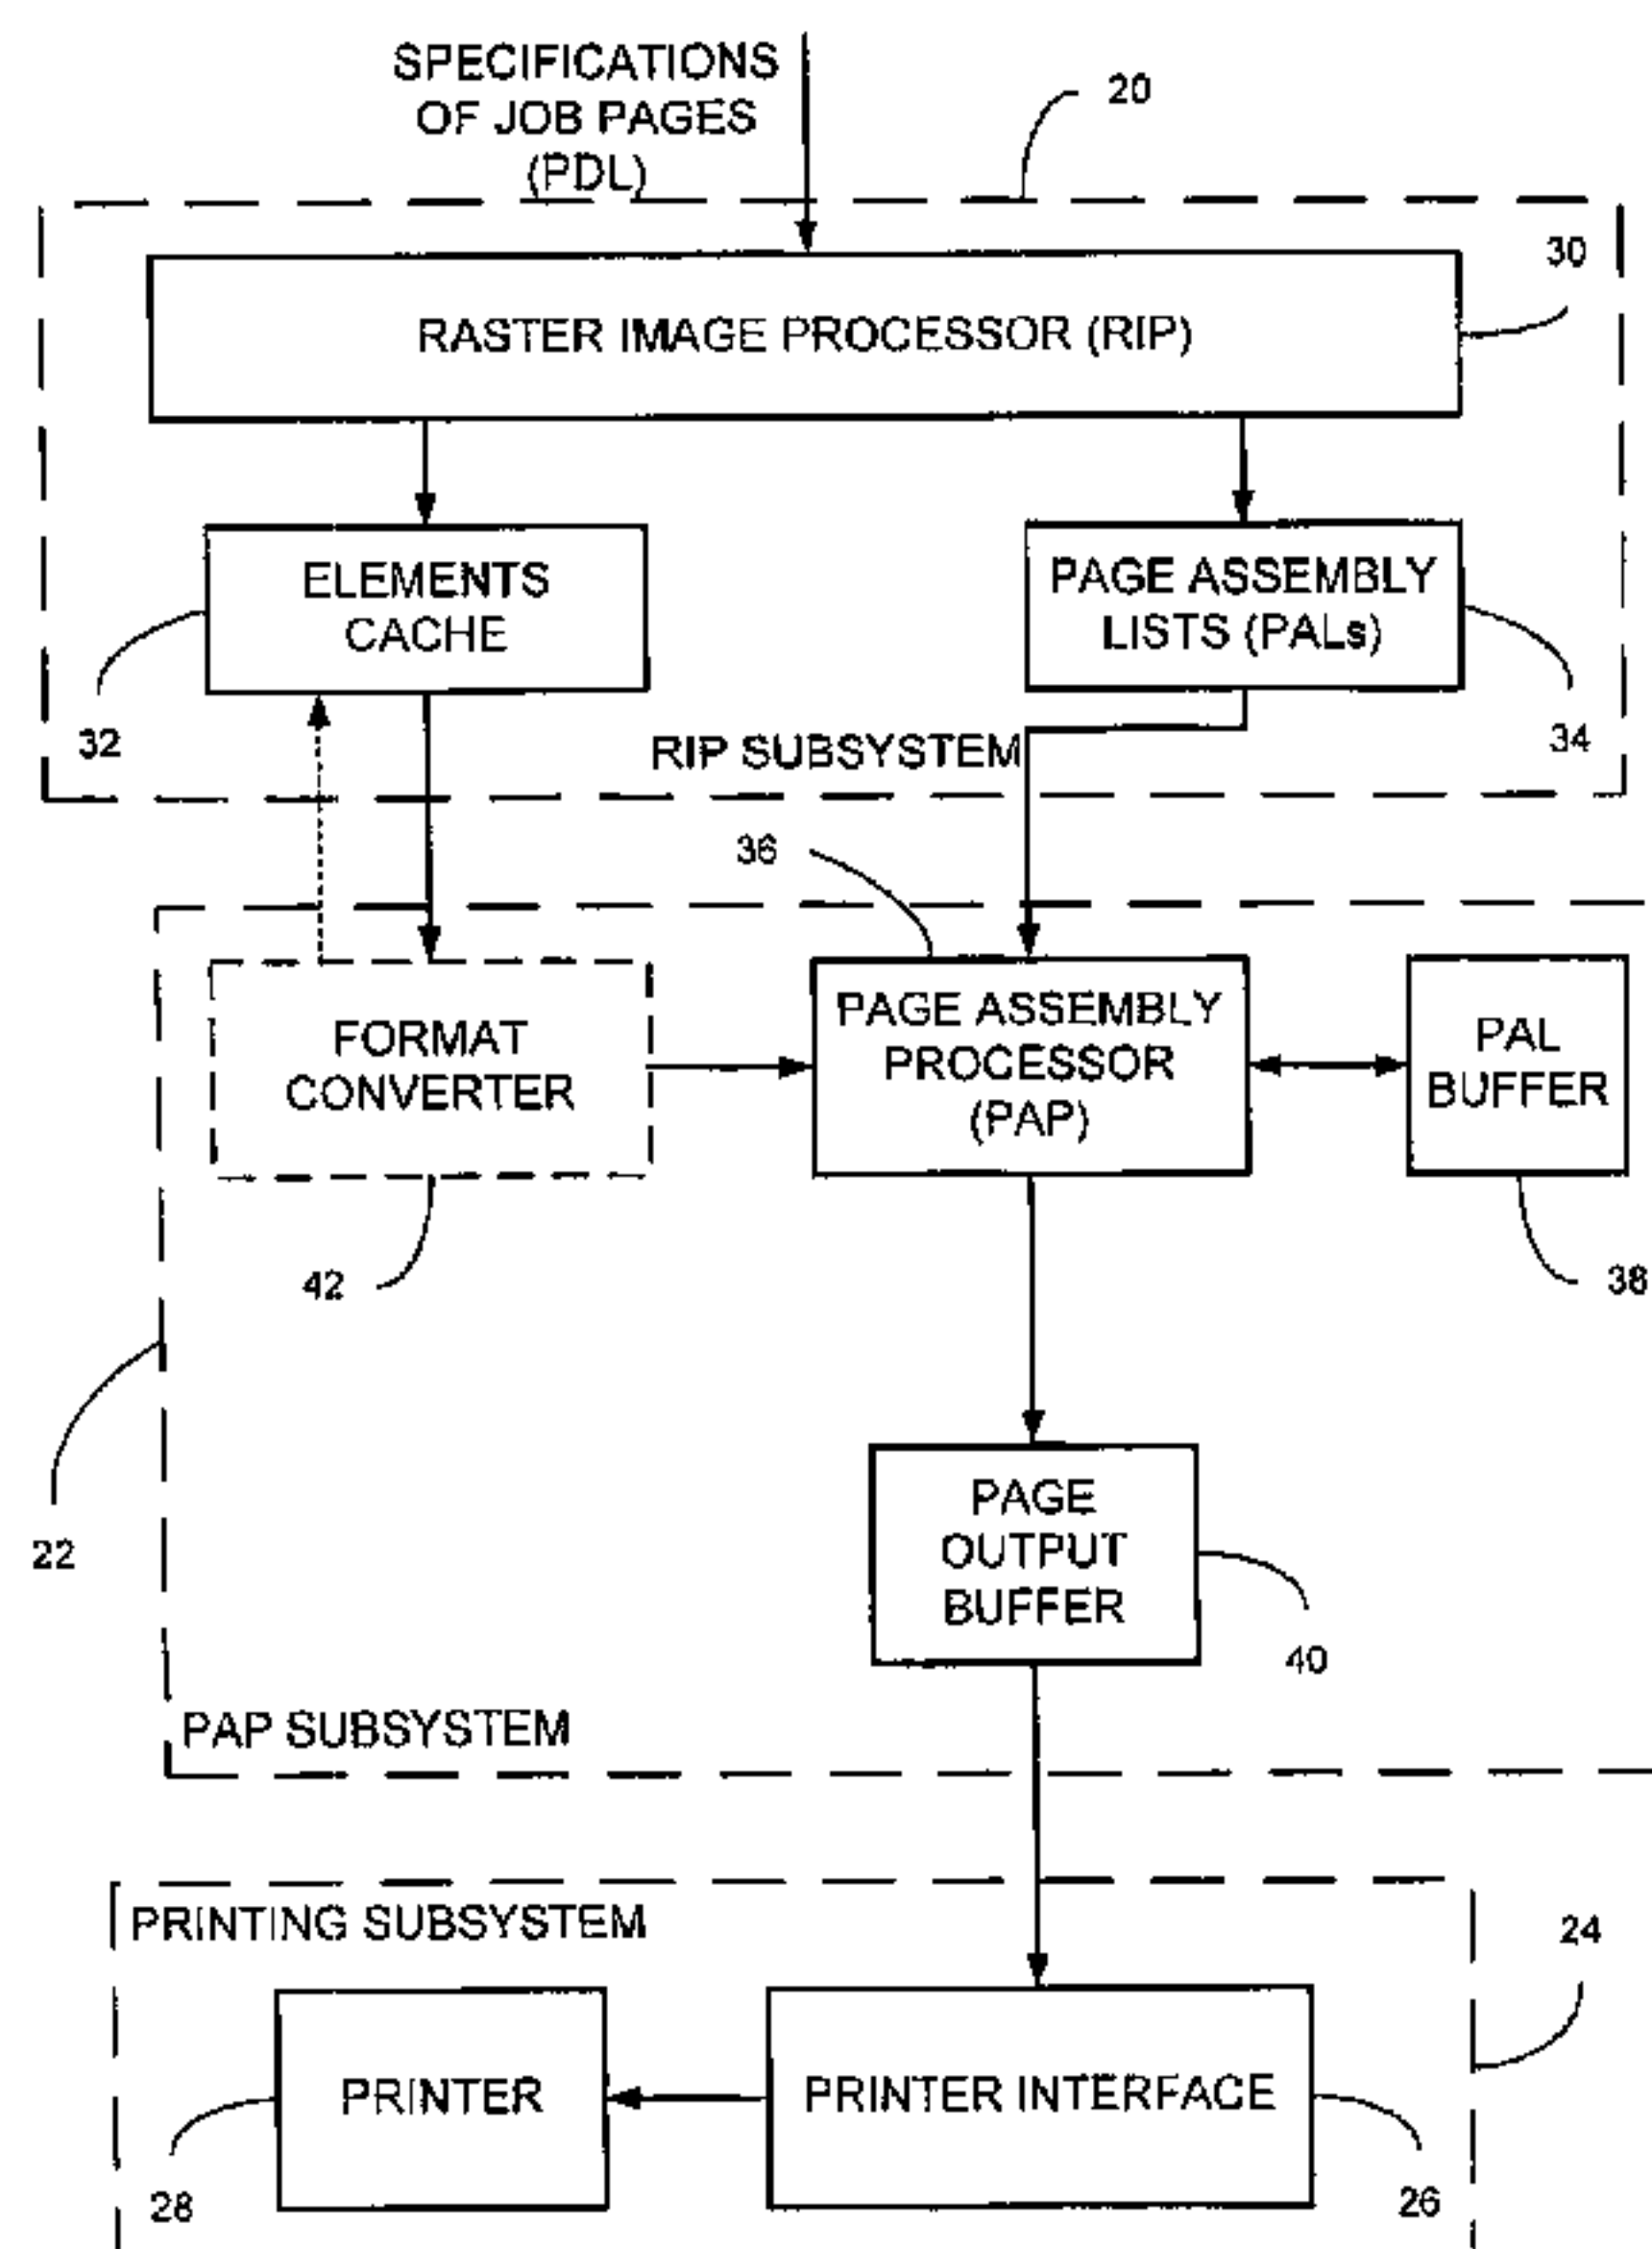 SPECIFICATIONS
OF JOB PAGES
(PDL)
20
30
RASTER IMAGE PROCESSOR (RIP)
ELEMENTS
CACHE
PAGE ASSEMBLY
LISTS (PALs)
32
RIP SUBSYSTEM
34
36
FORMAT
CONVERTER
PAGE ASSEMBLY
PROCESSOR
(PAP)
PAL
BUFFER
42
38
22
PAGE
OUTPUT
BUFFER
40
PAP SUBSYSTEM
PRINTING SUBSYSTEM
24
PRINTER
PRINTER INTERFACE
28
26